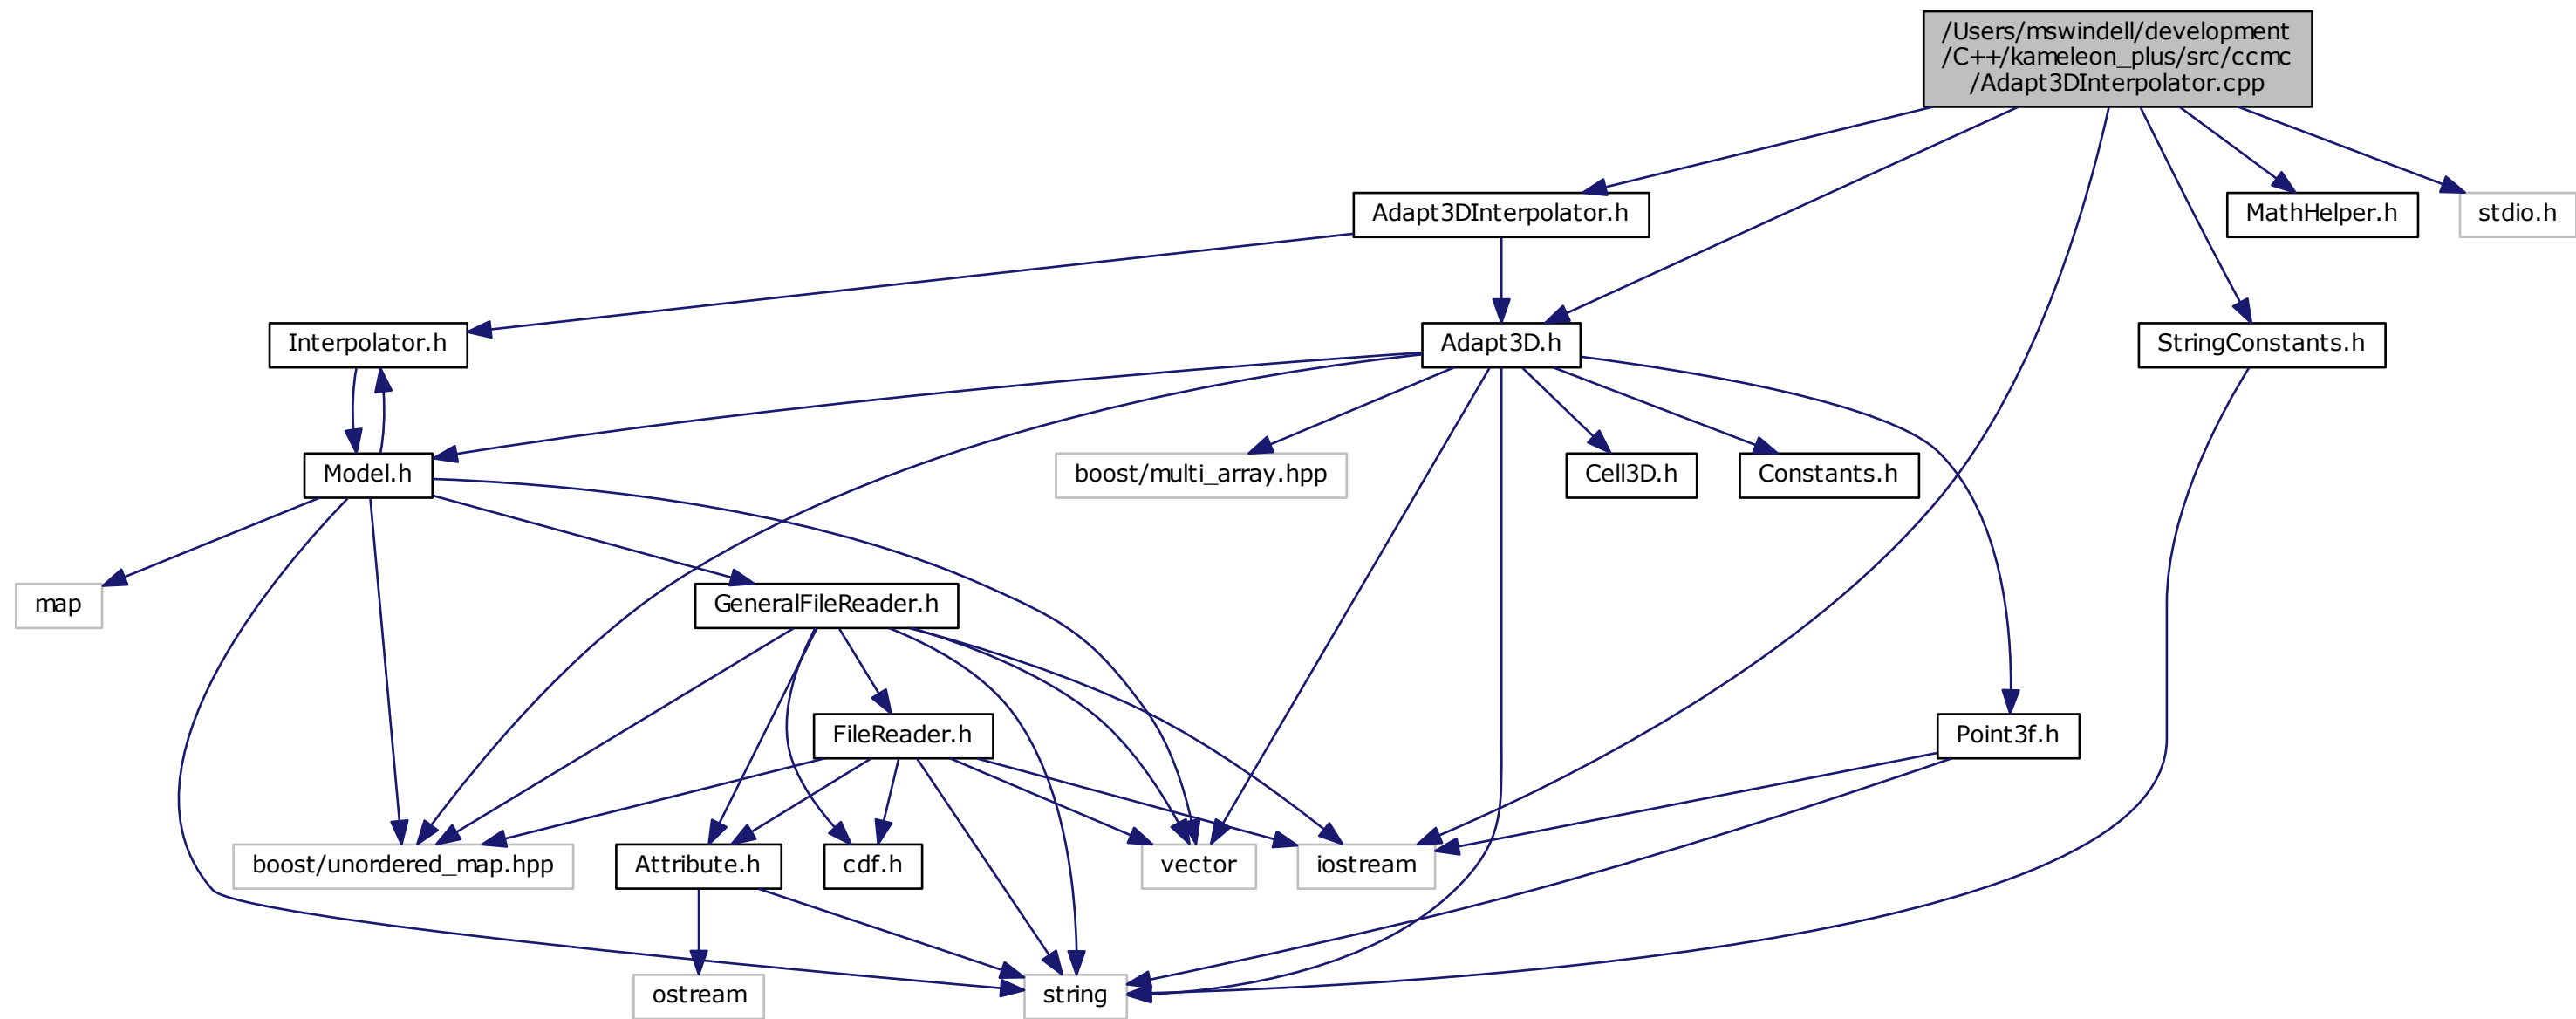 /Users/mswindell/development
/C++/kameleon_plus/src/ccmc
/Adapt3DInterpolator.cpp
Adapt3DInterpolator.h
MathHelper.h
stdio.h
Interpolator.h
Adapt3D.h
StringConstants.h
Model.h
boost/multi_array.hpp
Cell3D.h
Constants.h
map
GeneralFileReader.h
FileReader.h
Point3f.h
boost/unordered_map.hpp
Attribute.h
cdf.h
vector
iostream
ostream
string